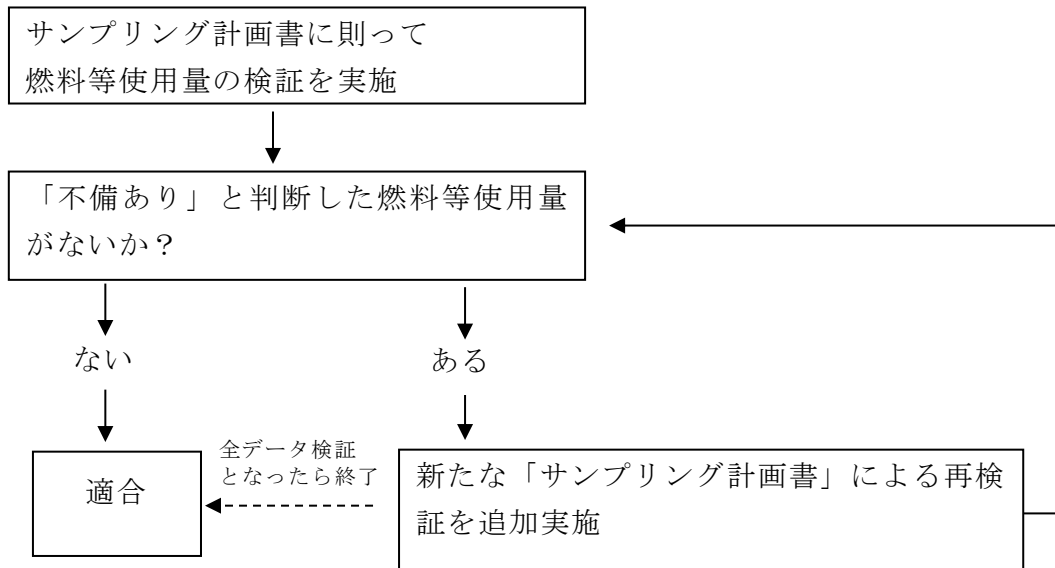 サンプリング計画書に則って
燃料等使用量の検証を実施
「不備あり」と判断した燃料等使用量
がないか？
ない
ある
全データ検証
となったら終了
適合
新たな「サンプリング計画書」による再検
証を追加実施